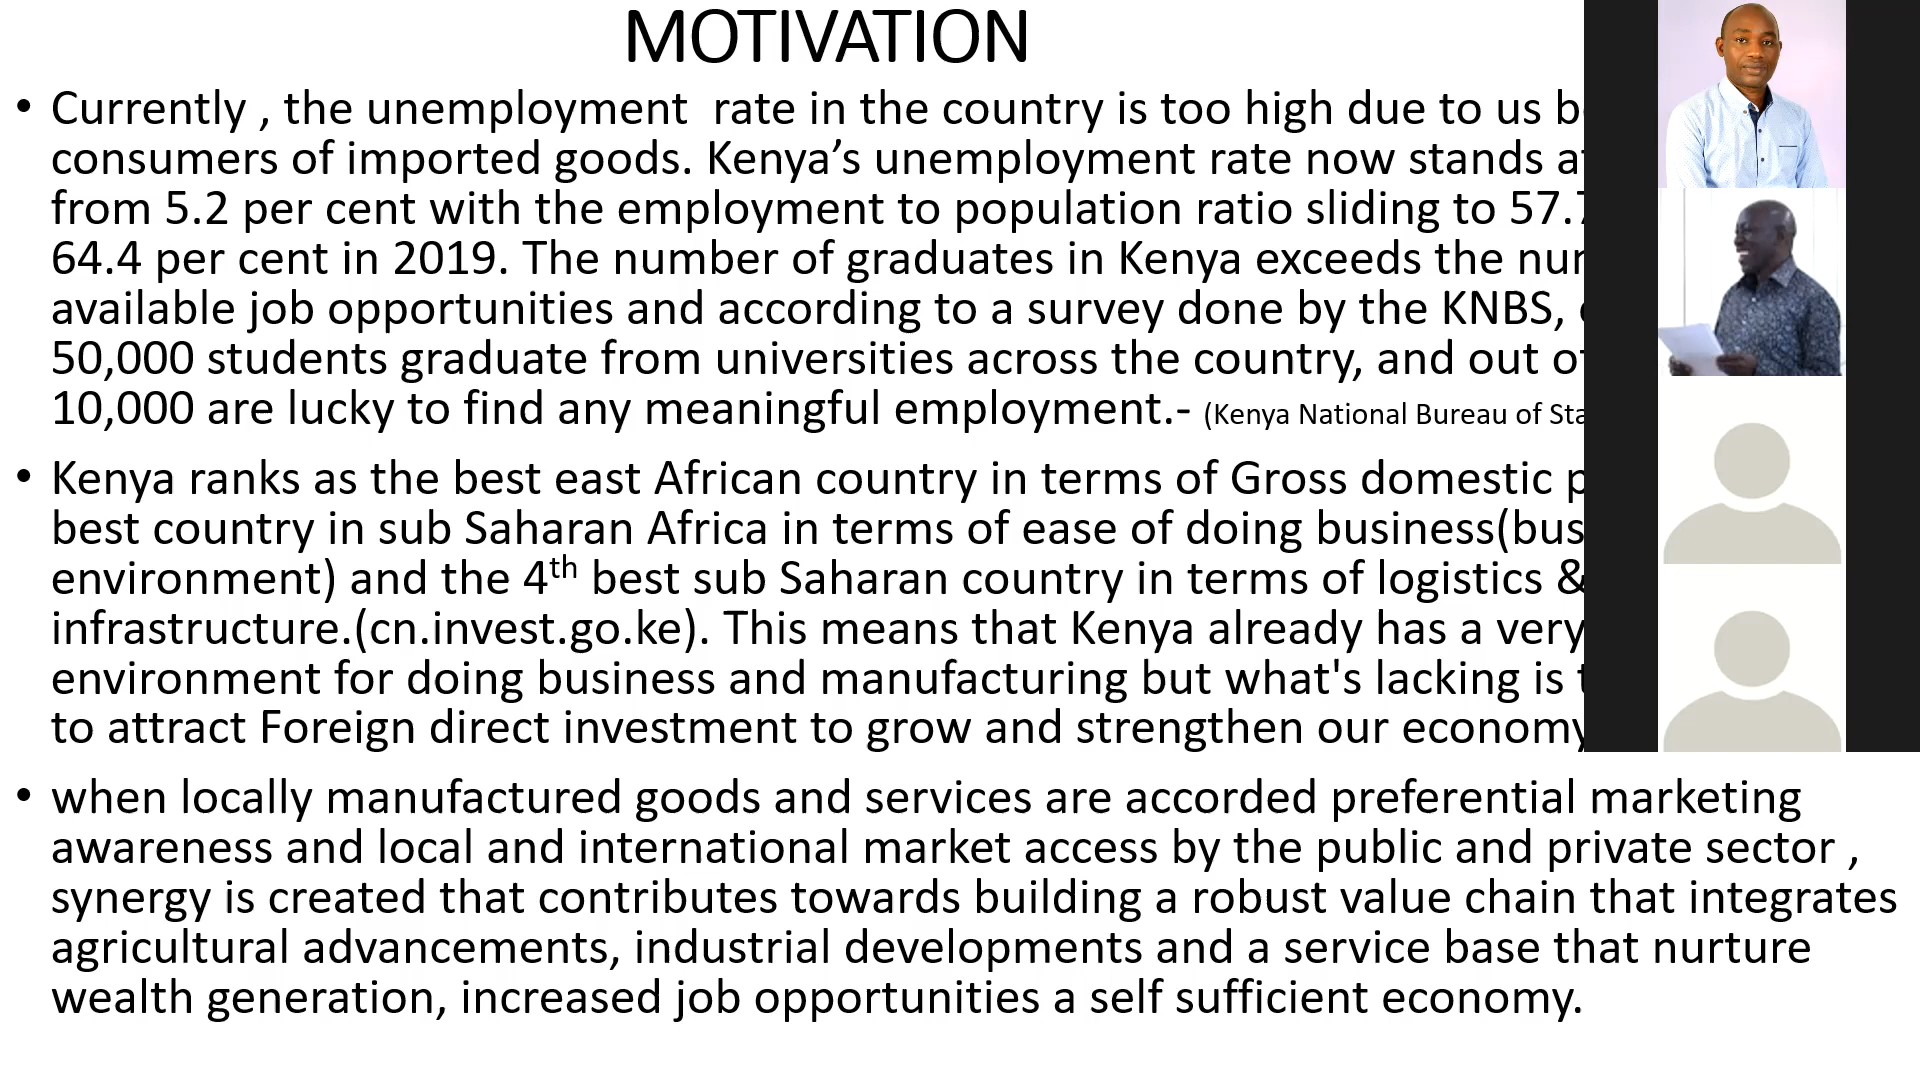 MOTIVATION
• Currently , the unemployment rate in the country is too high due to us
consumers of imported goods. Kenya’s unemployment rate now stands
from 5.2 per cent with the employment to population ratio sliding to 57.7
64.4 per cent in 2019. The number of graduates in Kenya exceeds the
available job opportunities and according to a survey done by the KNBS,
50,000 students graduate from universities across the country, and out
10,000 are lucky to find any meaningful employment.- (Kenya National Bureau of
• Kenya ranks as the best east African country in terms of Gross domestic
best country in sub Saharan Africa in terms of ease of doing business(bus
environment) and the 4th best sub Saharan country in terms of logistics &
infrastructure.(cn.invest.go.ke). This means that Kenya already has a very
environment for doing business and manufacturing but what's lacking is
to attract Foreign direct investment to grow and strengthen our economy
• when locally manufactured goods and services are accorded preferential marketing
awareness and local and international market access by the public and private sector ,
synergy is created that contributes towards building a robust value chain that integrates
agricultural advancements, industrial developments and a service base that nurture
wealth generation, increased job opportunities a self sufficient economy.